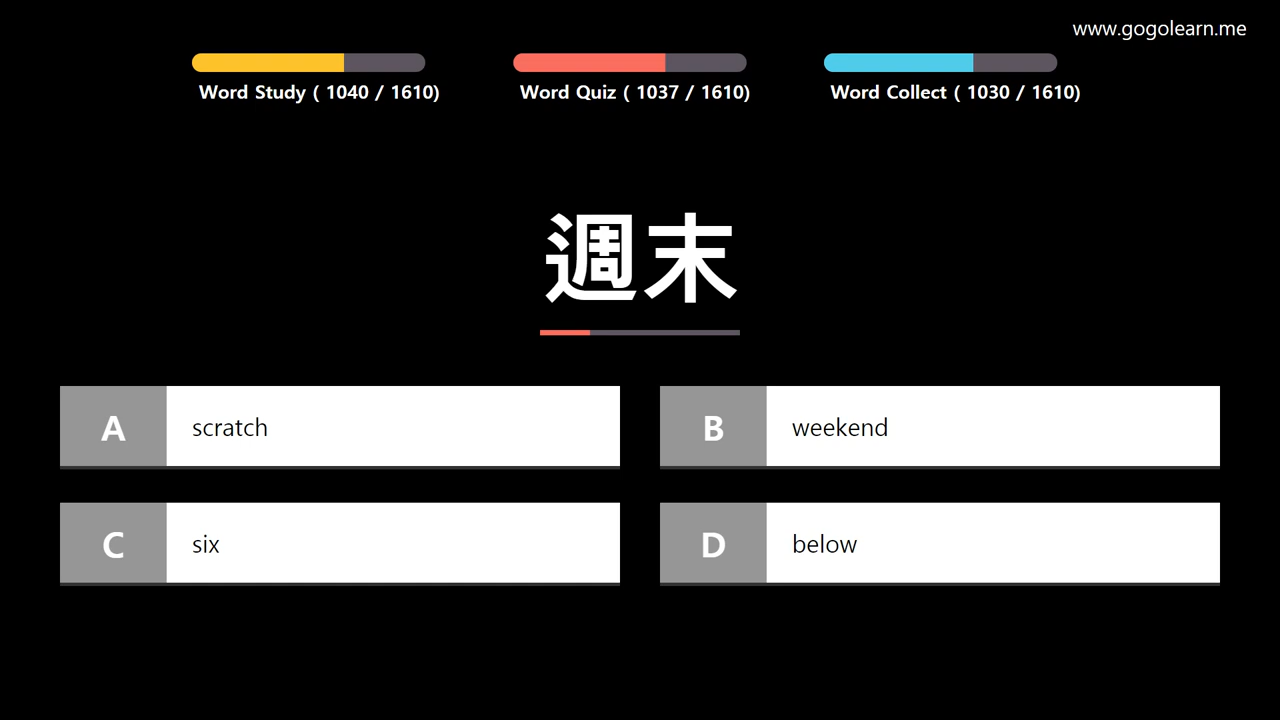 www.gogolearn.me
Word Study ( 1040 / 1610)
Word Quiz ( 1037 / 1610)
Word Collect ( 1030 / 1610)
週末
A scratch
B weekend
C six
D below